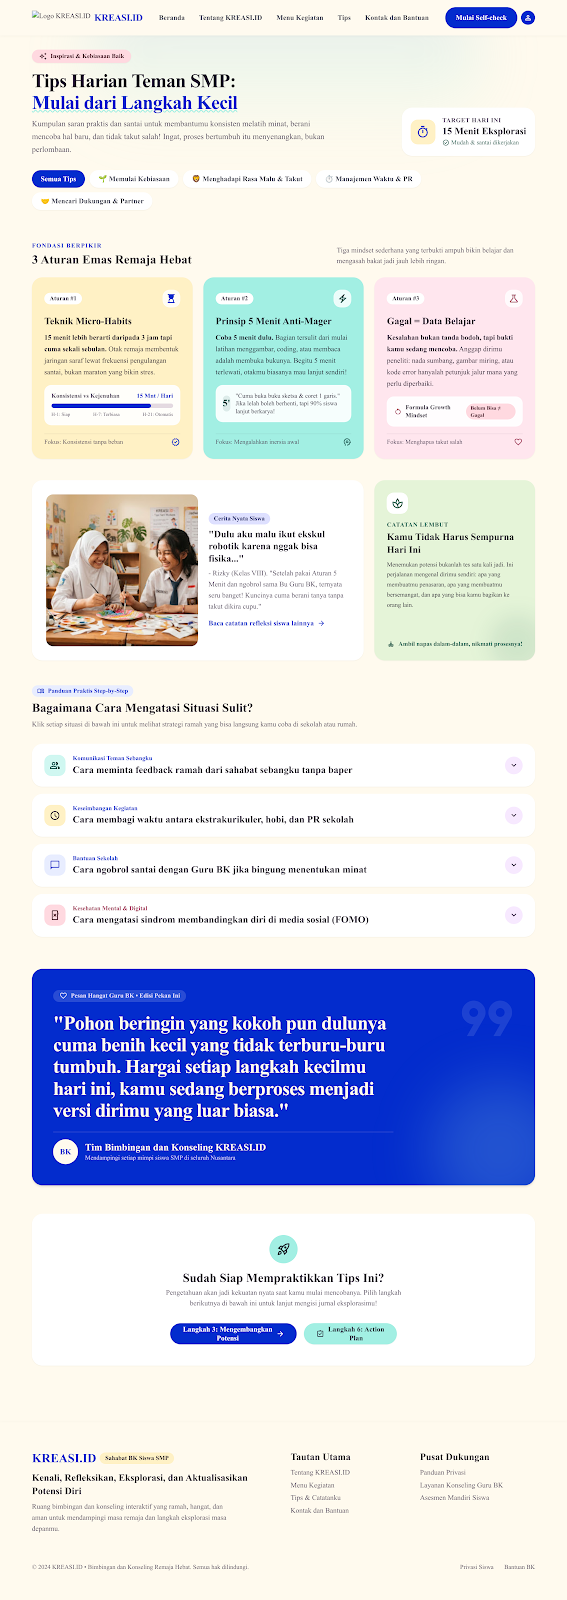 Logo KREASI.ID KREASI.ID Beranda Tentang KREASI.ID Menu Kegiatan Tips Kontak dan Bantuan Mulai Self-check
Inspirasi & Kebiasaan Baik
Tips Harian Teman SMP:
Mulai dari Langkah Kecil
Kumpulan saran praktis dan santai untuk membantumu konsisten melatih minat, berani
mencoba hal baru, dan tidak takut salah! Ingat, proses bertumbuh itu menyenangkan, bukan
perlombaan.
TARGET HARI INI
15 Menit Eksplorasi
Mudah & santai dikerjakan
Semua Tips 🌱 Memulai Kebiasaan 🦁 Menghadapi Rasa Malu & Takut ⏱️ Manajemen Waktu & PR
🤝 Mencari Dukungan & Partner
FONDASI BERPIKIR
3 Aturan Emas Remaja Hebat
Tiga mindset sederhana yang terbukti ampuh bikin belajar dan
mengasah bakat jadi jauh lebih ringan.
Aturan #1
Teknik Micro-Habits
15 menit lebih berarti daripada 3 jam tapi
cuma sekali sebulan. Otak remaja membentuk
jaringan saraf lewat frekuensi pengulangan
santai, bukan maraton yang bikin stres.
Konsistensi vs Kejenuhan 15 Mnt / Hari
H-1: Siap H-7: Terbiasa H-21: Otomatis
Fokus: Konsistensi tanpa beban
Aturan #2
Prinsip 5 Menit Anti-Mager
Coba 5 menit dulu. Bagian tersulit dari mulai
latihan menggambar, coding, atau membaca
adalah membuka bukunya. Begitu 5 menit
terlewati, otakmu biasanya mau lanjut sendiri!
5'
"Cuma buka buku sketsa & coret 1 garis."
Jika lelah boleh berhenti, tapi 90% siswa
lanjut berkarya!
Fokus: Mengalahkan inersia awal
Aturan #3
Gagal = Data Belajar
Kesalahan bukan tanda bodoh, tapi bukti
kamu sedang mencoba. Anggap dirimu
peneliti: nada sumbang, gambar miring, atau
kode error hanyalah petunjuk jalur mana yang
perlu diperbaiki.
Formula Growth
Mindset
Belum Bisa ≠
Gagal
Fokus: Menghapus takut salah
Cerita Nyata Siswa
"Dulu aku malu ikut ekskul
robotik karena nggak bisa
fisika..."
- Rizky (Kelas VIII). "Setelah pakai Aturan 5
Menit dan ngobrol sama Bu Guru BK, ternyata
seru banget! Kuncinya cuma berani tanya tanpa
takut dikira cupu."
Baca catatan refleksi siswa lainnya →
CATATAN LEMBUT
Kamu Tidak Harus Sempurna
Hari Ini
Menemukan potensi bukanlah tes satu kali jadi. Ini
perjalanan mengenal dirimu sendiri: apa yang
membuatmu penasaran, apa yang membuatmu
bersemangat, dan apa yang bisa kamu bagikan ke
orang lain.
Ambil napas dalam-dalam, nikmati prosesnya!
Panduan Praktis Step-by-Step
Bagaimana Cara Mengatasi Situasi Sulit?
Klik setiap situasi di bawah ini untuk melihat strategi ramah yang bisa langsung kamu coba di sekolah atau rumah.
Komunikasi Teman Sebangku
Cara meminta feedback ramah dari sahabat sebangku tanpa baper
Keseimbangan Kegiatan
Cara membagi waktu antara ekstrakurikuler, hobi, dan PR sekolah
Bantuan Sekolah
Cara ngobrol santai dengan Guru BK jika bingung menentukan minat
Kesehatan Mental & Digital
Cara mengatasi sindrom membandingkan diri di media sosial (FOMO)
Pesan Hangat Guru BK • Edisi Pekan Ini
"Pohon beringin yang kokoh pun dulunya
cuma benih kecil yang tidak terburu-buru
tumbuh. Hargai setiap langkah kecilmu
hari ini, kamu sedang berproses menjadi
versi dirimu yang luar biasa."
BK
Tim Bimbingan dan Konseling KREASI.ID
Mendampingi setiap mimpi siswa SMP di seluruh Nusantara
Sudah Siap Mempraktikkan Tips Ini?
Pengetahuan akan jadi kekuatan nyata saat kamu mulai mencobanya. Pilih langkah
berikutnya di bawah ini untuk lanjut mengisi jurnal eksplorasimu!
Langkah 3: Mengembangkan
Potensi →
Langkah 6: Action
Plan
KREASI.ID Sahabat BK Siswa SMP
Kenali, Refleksikan, Eksplorasi, dan Aktualisasikan
Potensi Diri
Ruang bimbingan dan konseling interaktif yang ramah, hangat, dan
aman untuk mendampingi masa remaja dan langkah eksplorasi masa
depanmu.
Tautan Utama
Tentang KREASI.ID
Menu Kegiatan
Tips & Catatanku
Kontak dan Bantuan
Pusat Dukungan
Panduan Privasi
Layanan Konseling Guru BK
Asesmen Mandiri Siswa
© 2024 KREASI.ID • Bimbingan dan Konseling Remaja Hebat. Semua hak dilindungi.
Privasi Siswa Bantuan BK